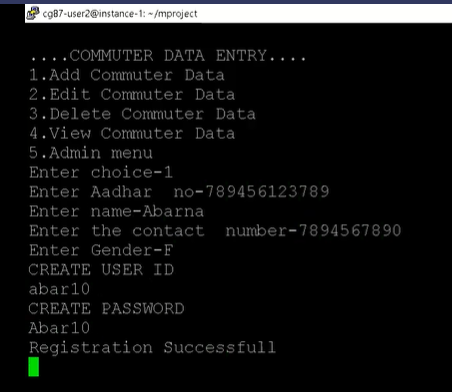 cg87-user2@instance-1: ~/mproject
....COMMUTER DATA ENTRY....
1.Add Commuter Data
2.Edit Commuter Data
3.Delete Commuter Data
4.View Commuter Data
5.Admin menu
Enter choice-1
Enter Aadhar  no-789456123789
Enter name-Abarna
Enter the contact  number-7894567890
Enter Gender-F
CREATE USER ID
abar10
CREATE PASSWORD
Abar10
Registration Successfull